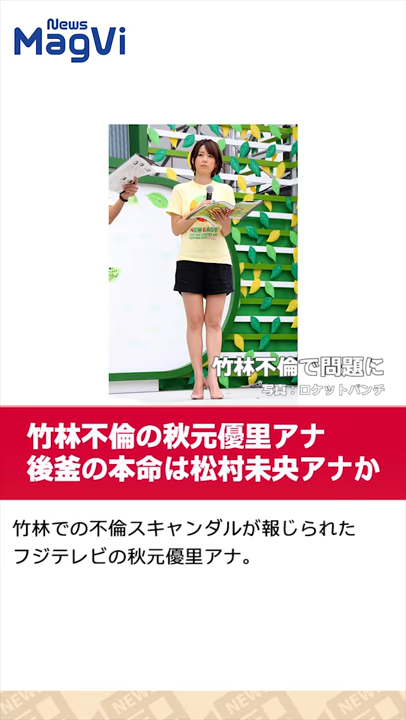 News
MagVi
竹林不倫で問題に
写真：ロケットパンチ
竹林不倫の秋元優里アナ
後釜の本命は松村未央アナか
竹林での不倫スキャンダルが報じられた
フジテレビの秋元優里アナ。